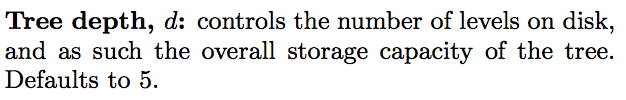 Tree depth, d: controls the number of levels on disk,
and as such the overall storage capacity of the tree.
Defaults to 5.